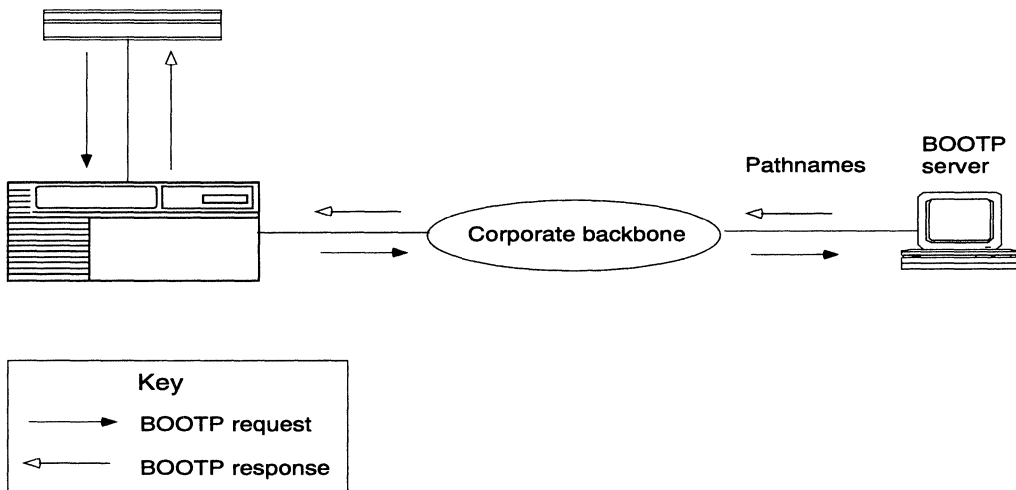 BOOTP
server
Pathnames
Corporate backbone
Key
BOOTP request
BOOTP response